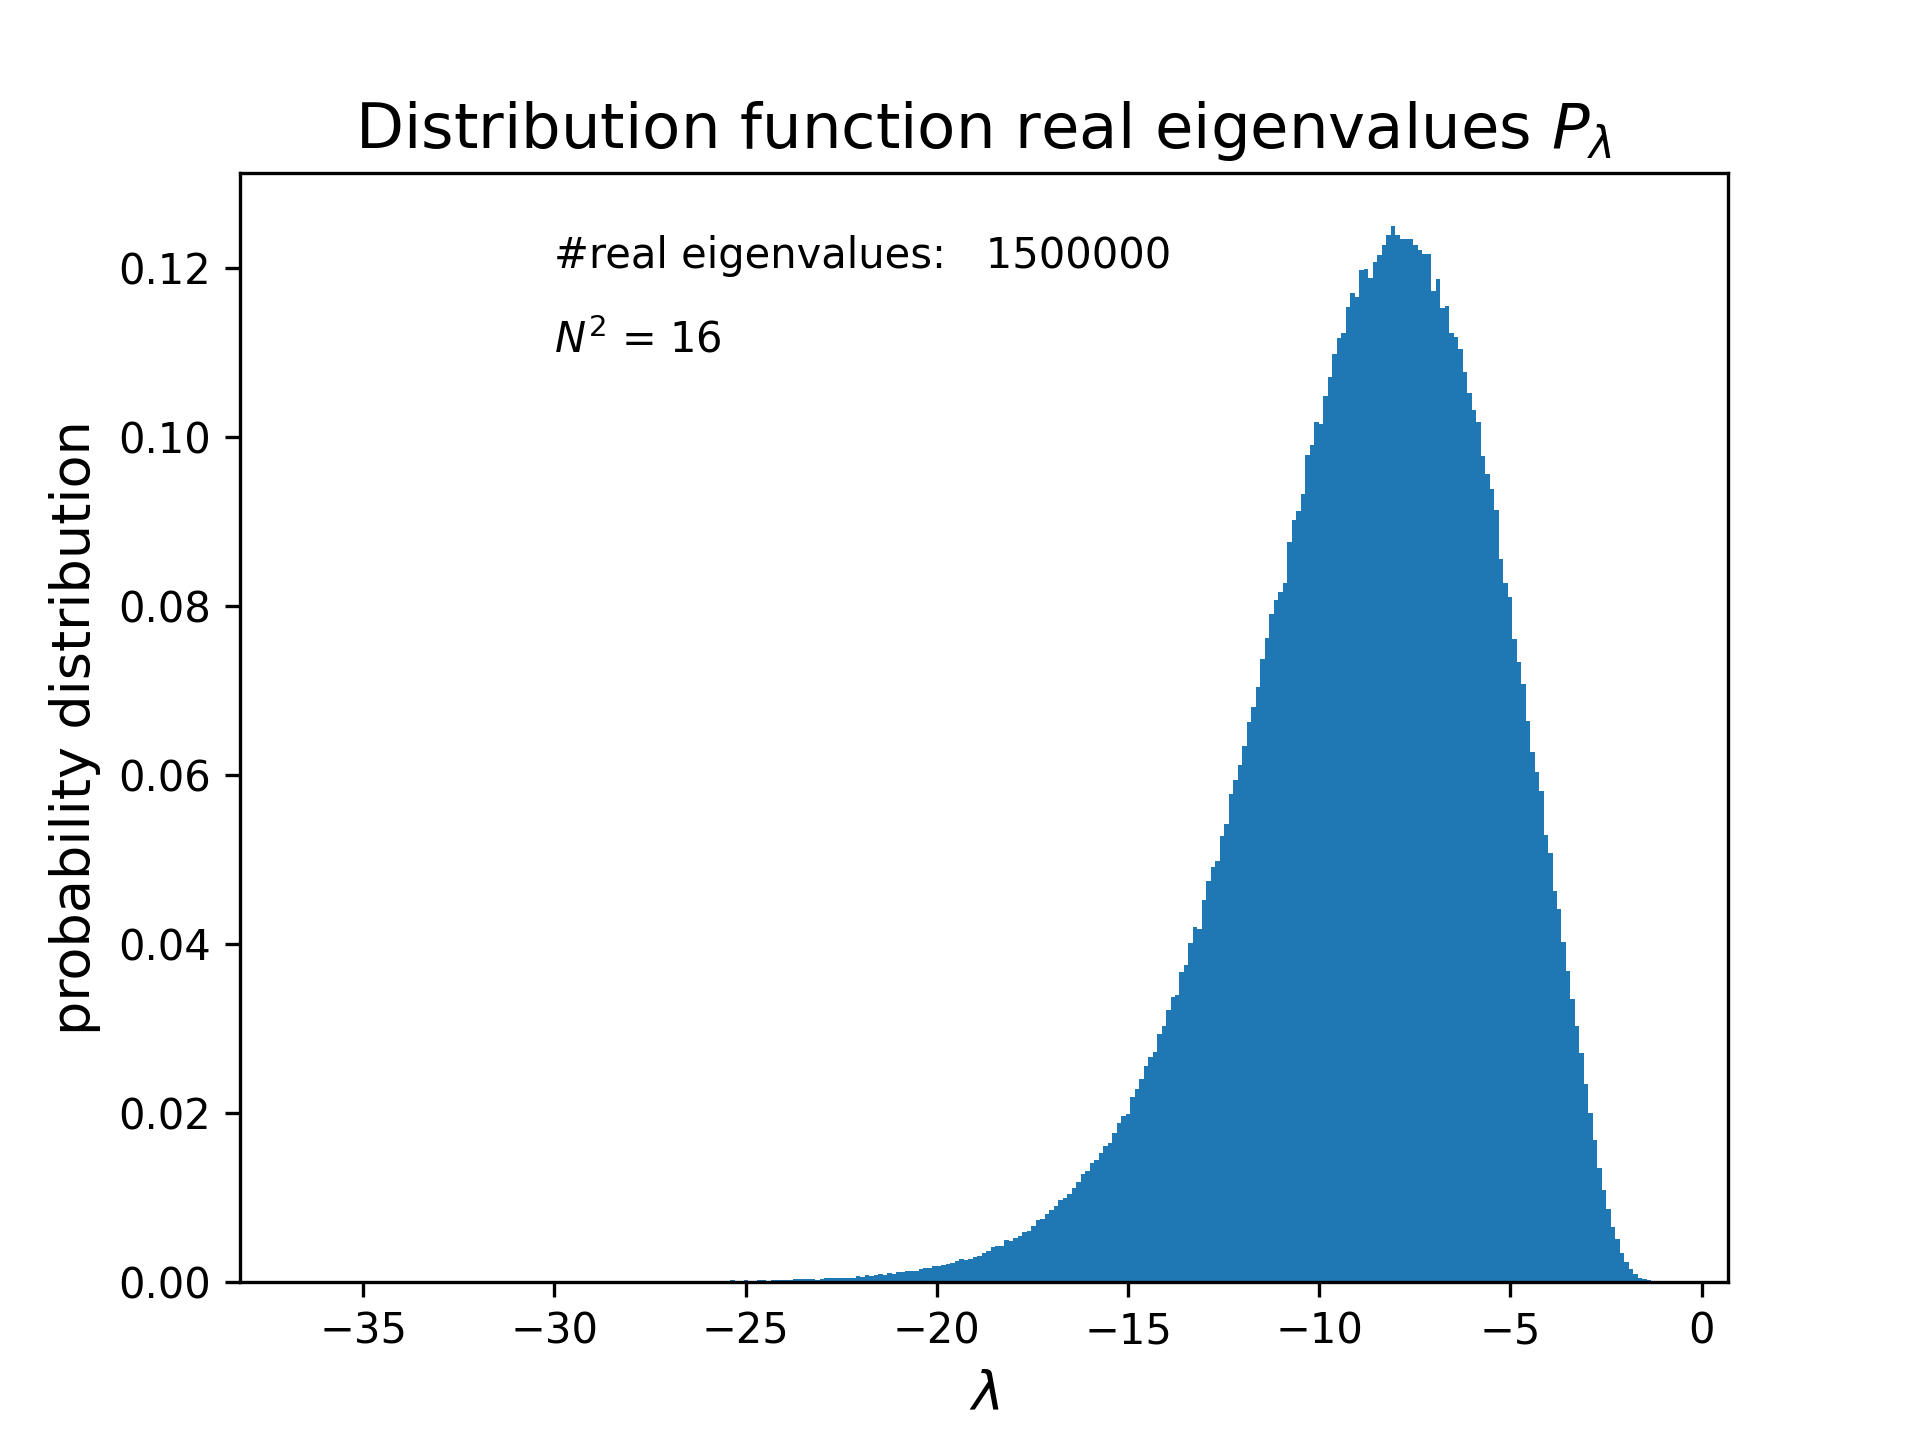 Distribution function real eigenvalues P_λ
#real eigenvalues: 1500000
N² = 16
probability distribution
0.12
0.10
0.08
0.06
0.04
0.02
0.00
−35 −30 −25 −20 −15 −10 −5 0
λ